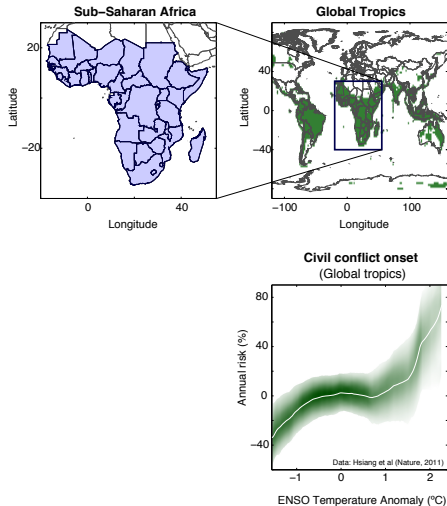 Sub−Saharan Africa
20
−20
Latitude
0
40
Longitude
Global Tropics
40
0
−40
Latitude
−120
0
100
Longitude
Civil conflict onset
(Global tropics)
80
40
0
−40
Annual risk (%)
Data: Hsiang et al (Nature, 2011)
−1
0
1
2
ENSO Temperature Anomaly (ºC)